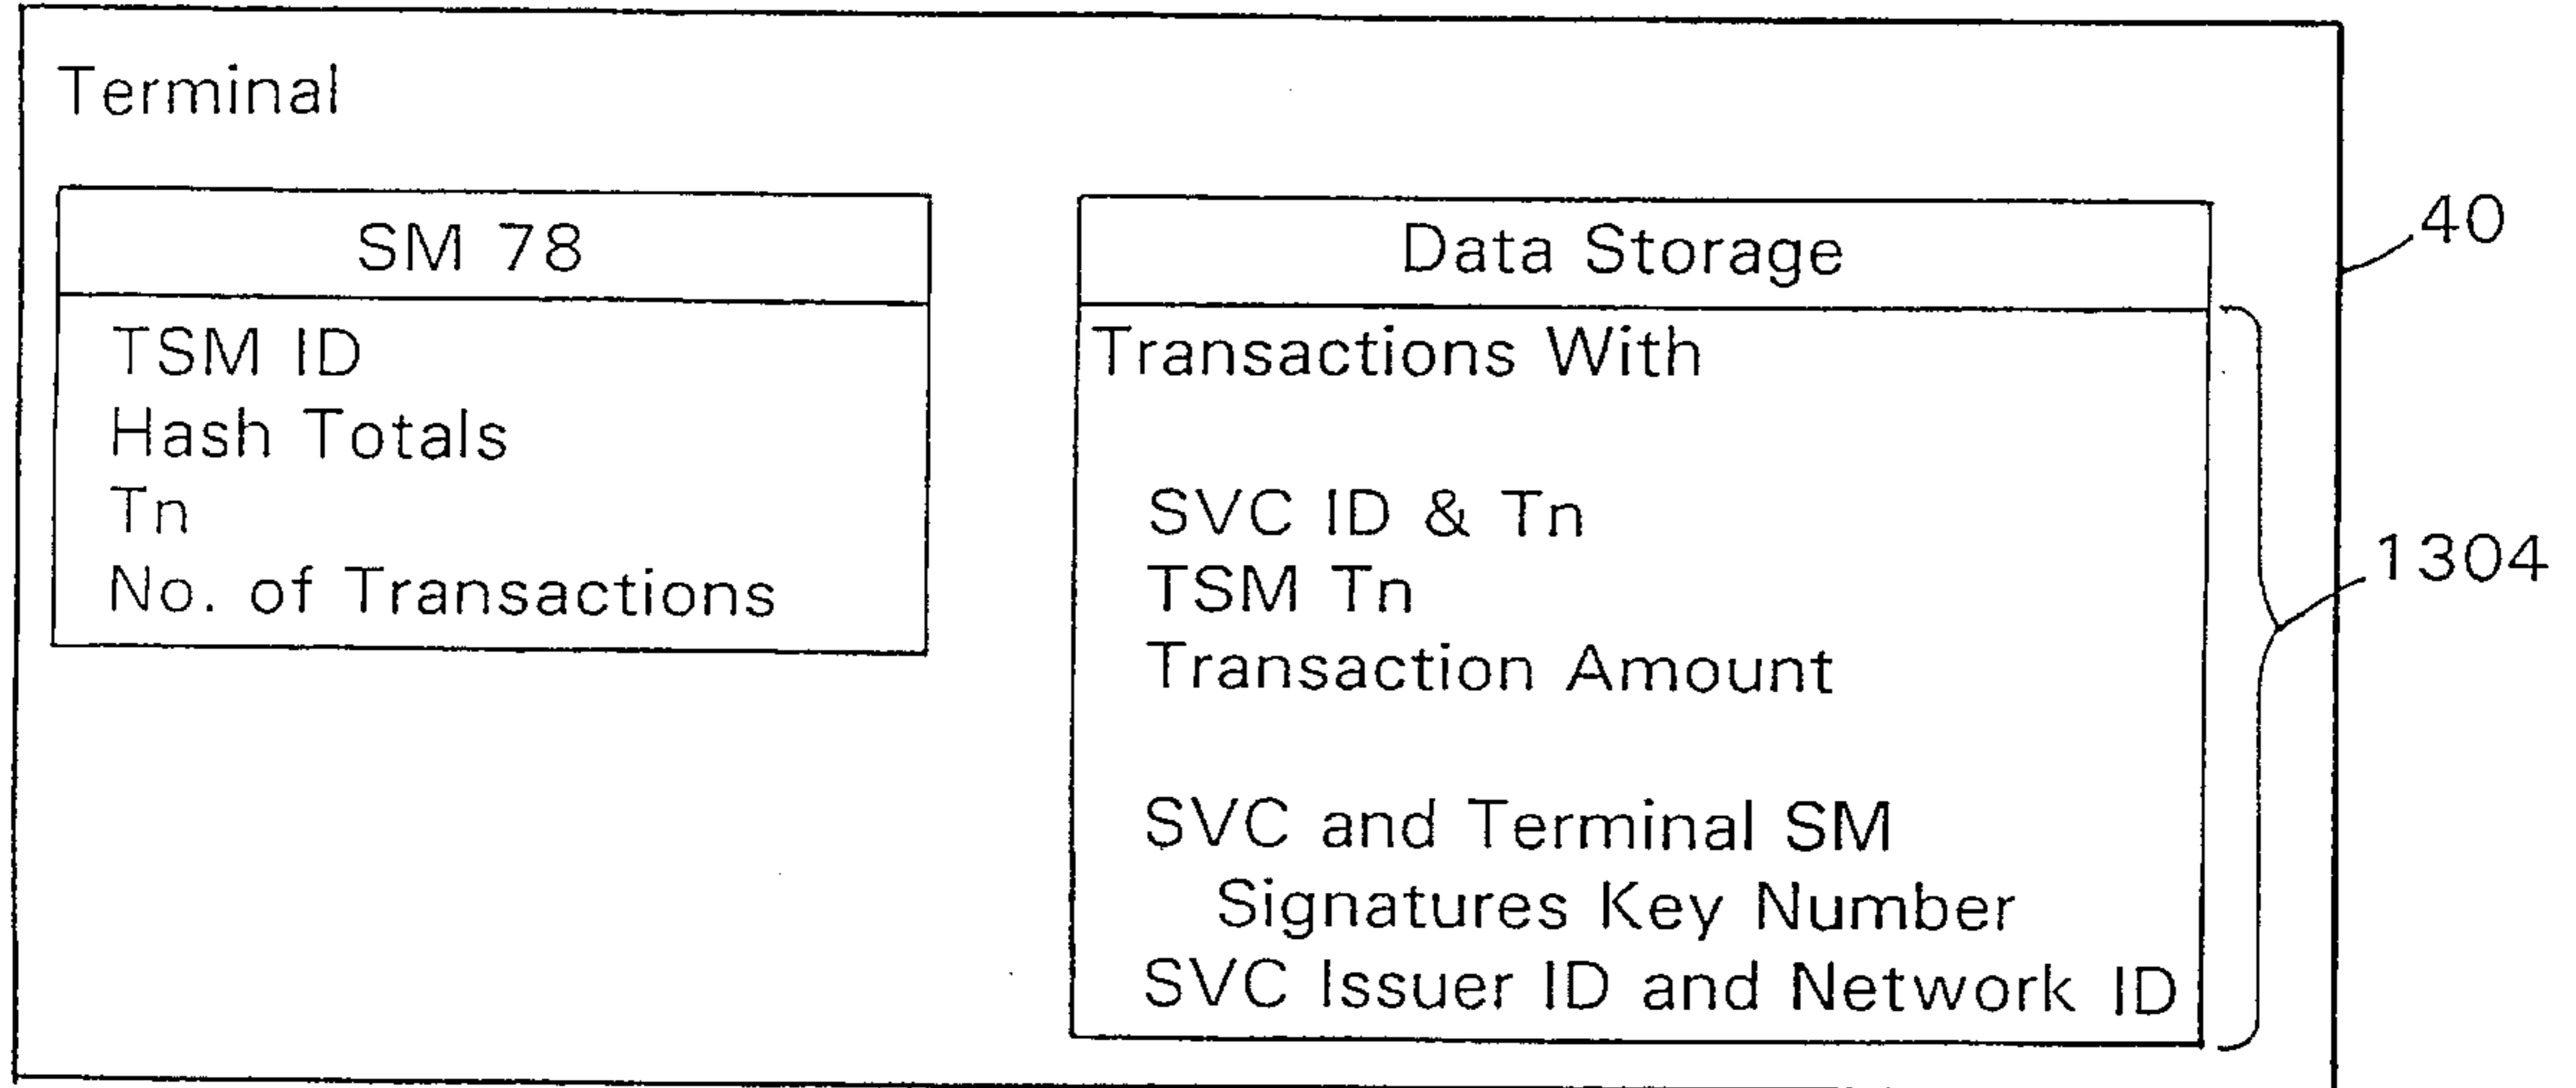 Terminal
SM 78
TSM ID
Hash Totals
Tn
No. of Transactions
Data Storage
Transactions With
SVC ID & Tn
TSM Tn
Transaction Amount
SVC and Terminal SM
Signatures Key Number
SVC Issuer ID and Network ID
40
1304